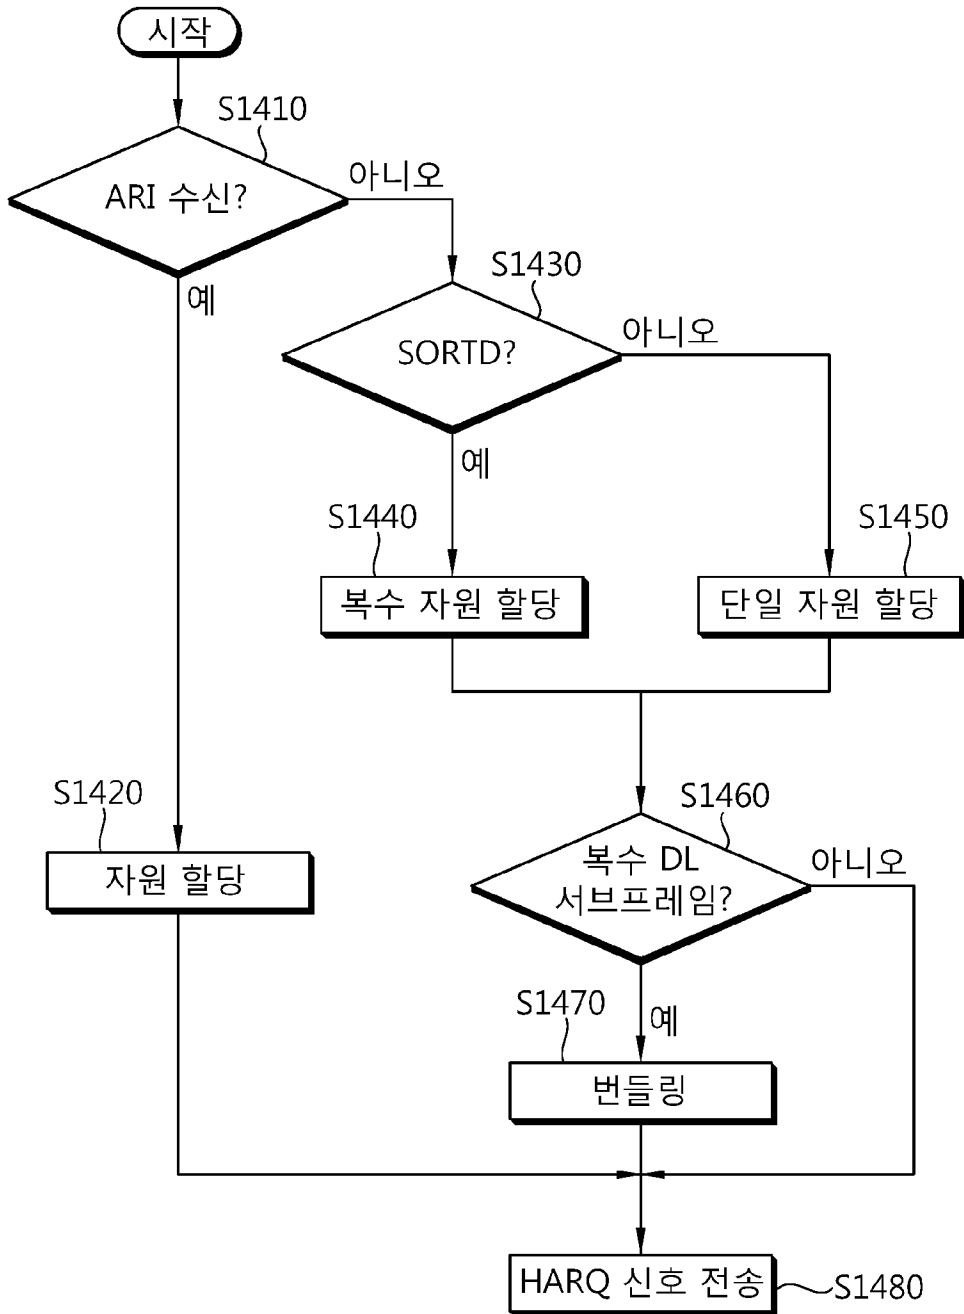 시작
S1410
ARI 수신?
아니오
예
S1430
SORTD?
아니오
예
S1440
복수 자원 할당
S1450
단일 자원 할당
S1420
자원 할당
S1460
복수 DL
서브프레임?
아니오
예
S1470
번들링
HARQ 신호 전송
S1480